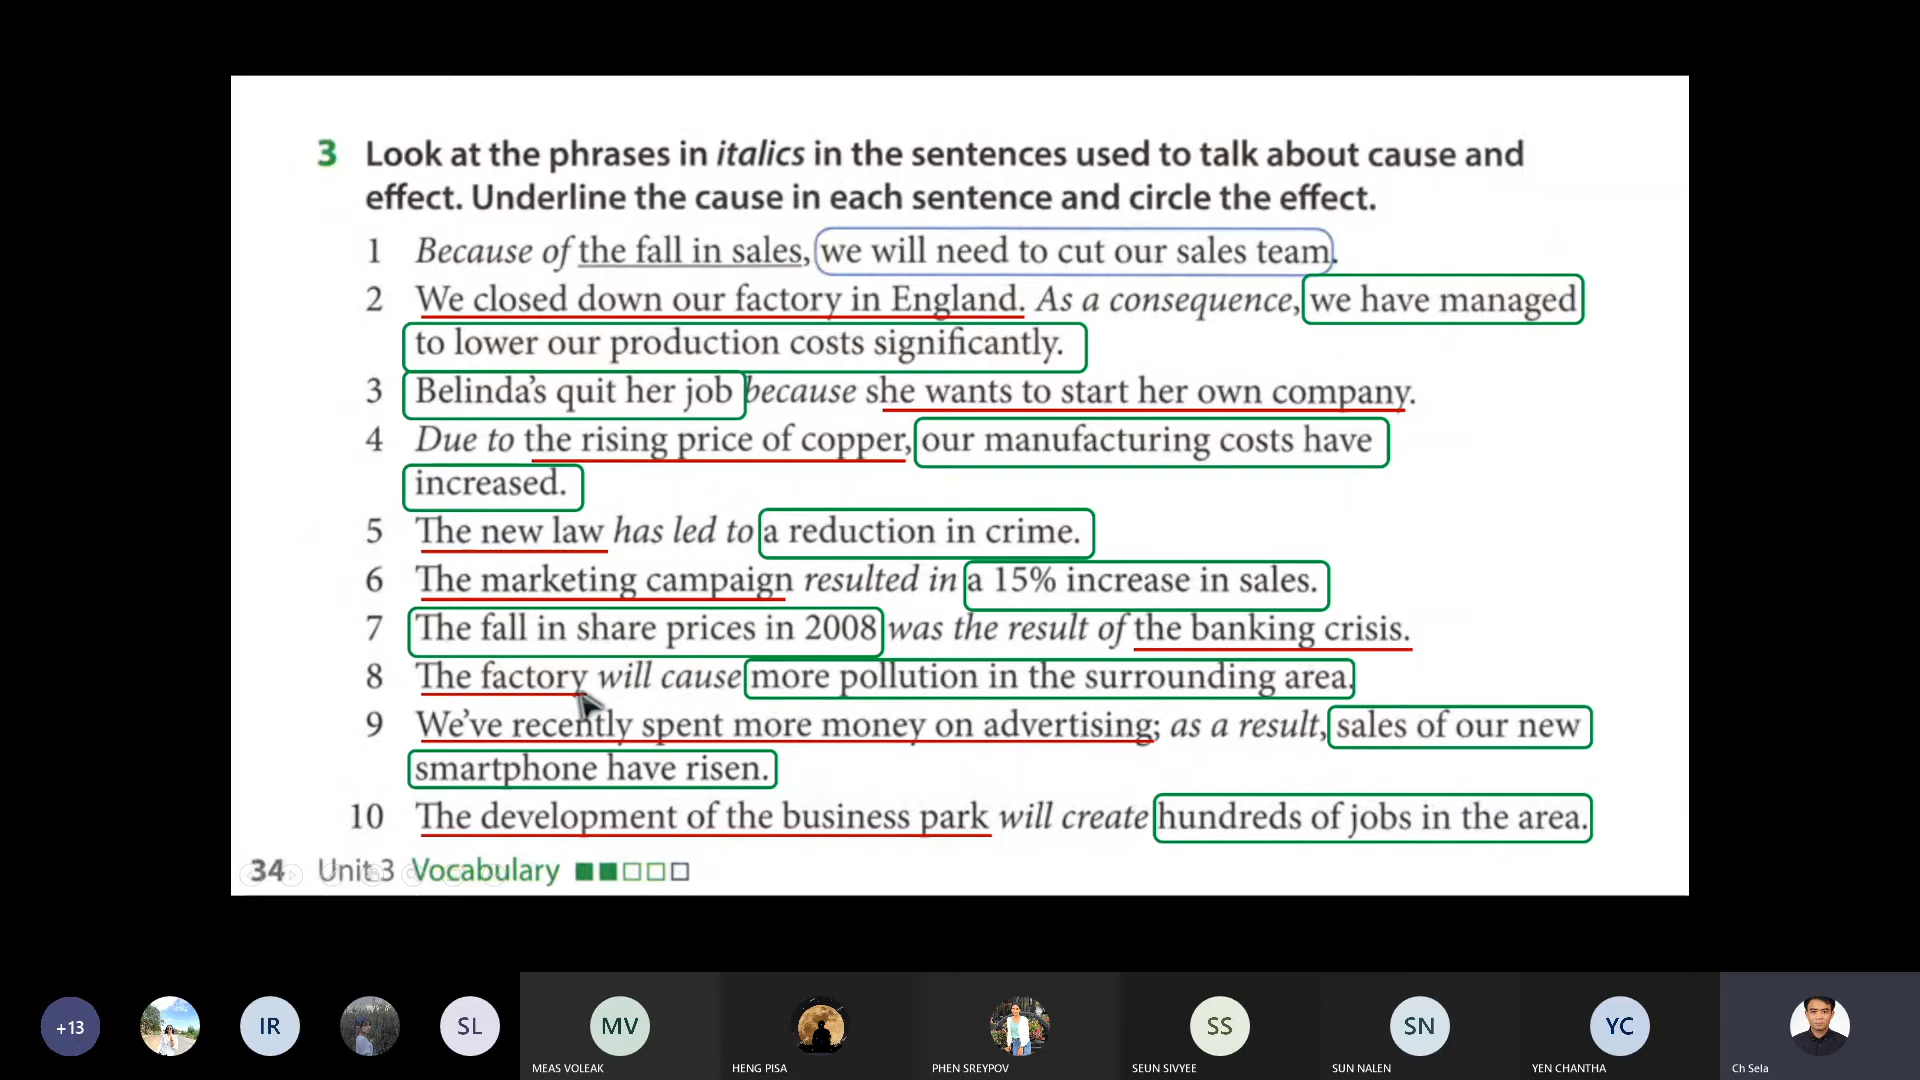 3 Look at the phrases in italics in the sentences used to talk about cause and
effect. Underline the cause in each sentence and circle the effect.
1 Because of the fall in sales, we will need to cut our sales team.
2 We closed down our factory in England. As a consequence, we have managed
to lower our production costs significantly.
3 Belinda's quit her job because she wants to start her own company.
4 Due to the rising price of copper, our manufacturing costs have
increased.
5 The new law has led to a reduction in crime.
6 The marketing campaign resulted in a 15% increase in sales.
7 The fall in share prices in 2008 was the result of the banking crisis.
8 The factory will cause more pollution in the surrounding area.
9 We've recently spent more money on advertising; as a result, sales of our new
smartphone have risen.
10 The development of the business park will create hundreds of jobs in the area.
34 Unit 3 Vocabulary
+13 IR SL MV SS SN YC
MEAS VOLEAK HENG PISA PHEN SREYPOV SEUN SIVYEE SUN NALEN YEN CHANTHA Ch Sela